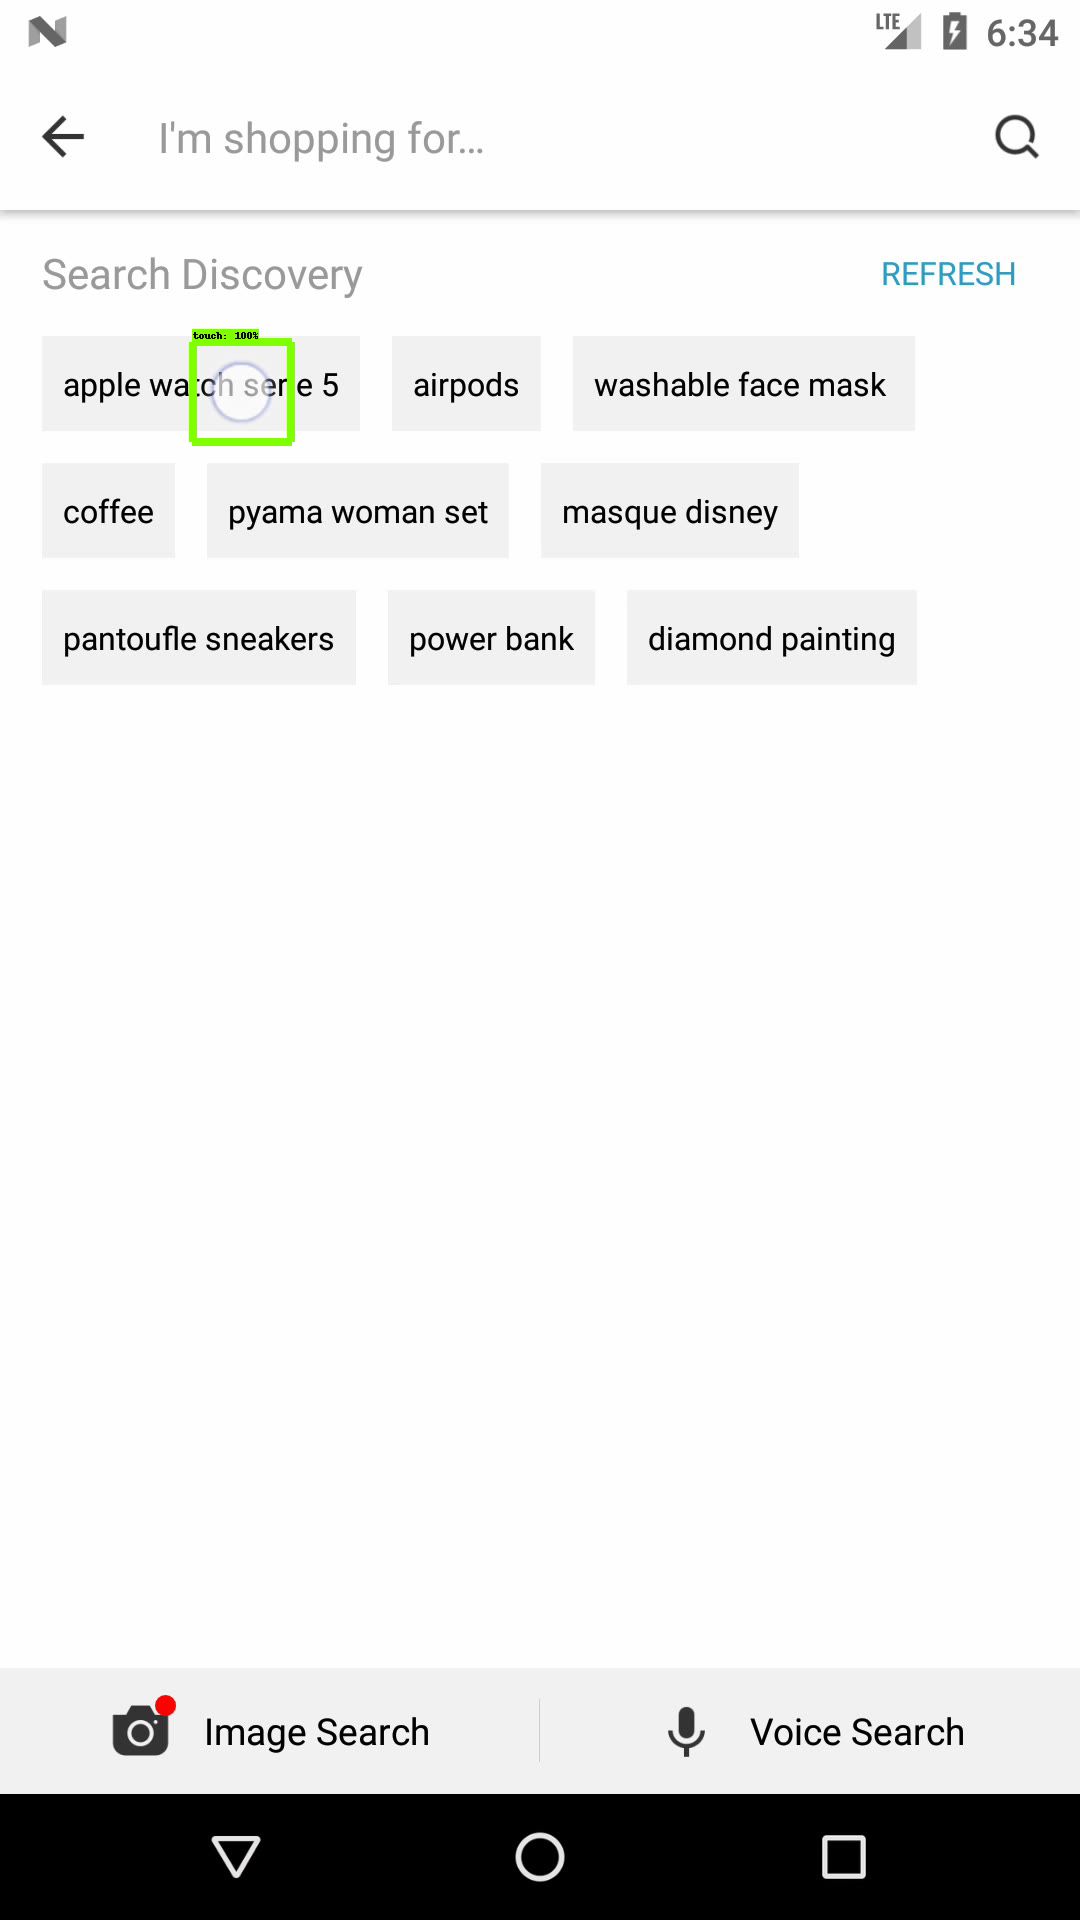 LTE 6:34
I'm shopping for...
Search Discovery REFRESH
touch: 100%
apple watch serie 5 airpods washable face mask
coffee pyama woman set masque disney
pantoufle sneakers power bank diamond painting
Image Search Voice Search